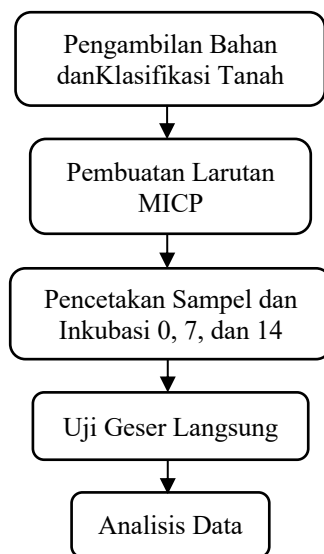 Pengambilan Bahan
danKlasifikasi Tanah
Pembuatan Larutan
MICP
Pencetakan Sampel dan
Inkubasi 0, 7, dan 14
Uji Geser Langsung
Analisis Data